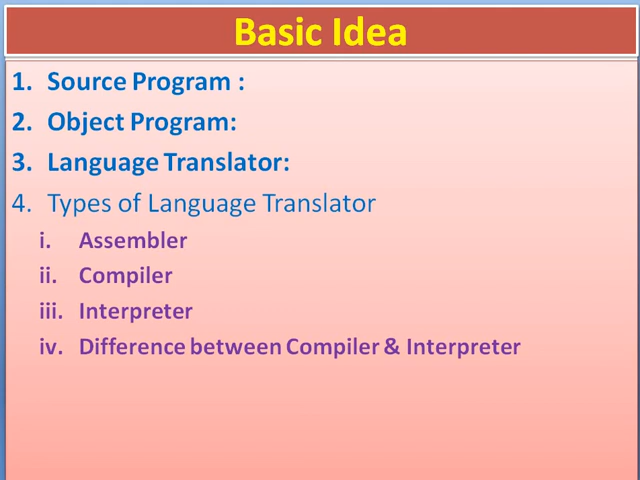 Basic Idea
1. Source Program :
2. Object Program:
3. Language Translator:
4. Types of Language Translator
i. Assembler
ii. Compiler
iii. Interpreter
iv. Difference between Compiler & Interpreter